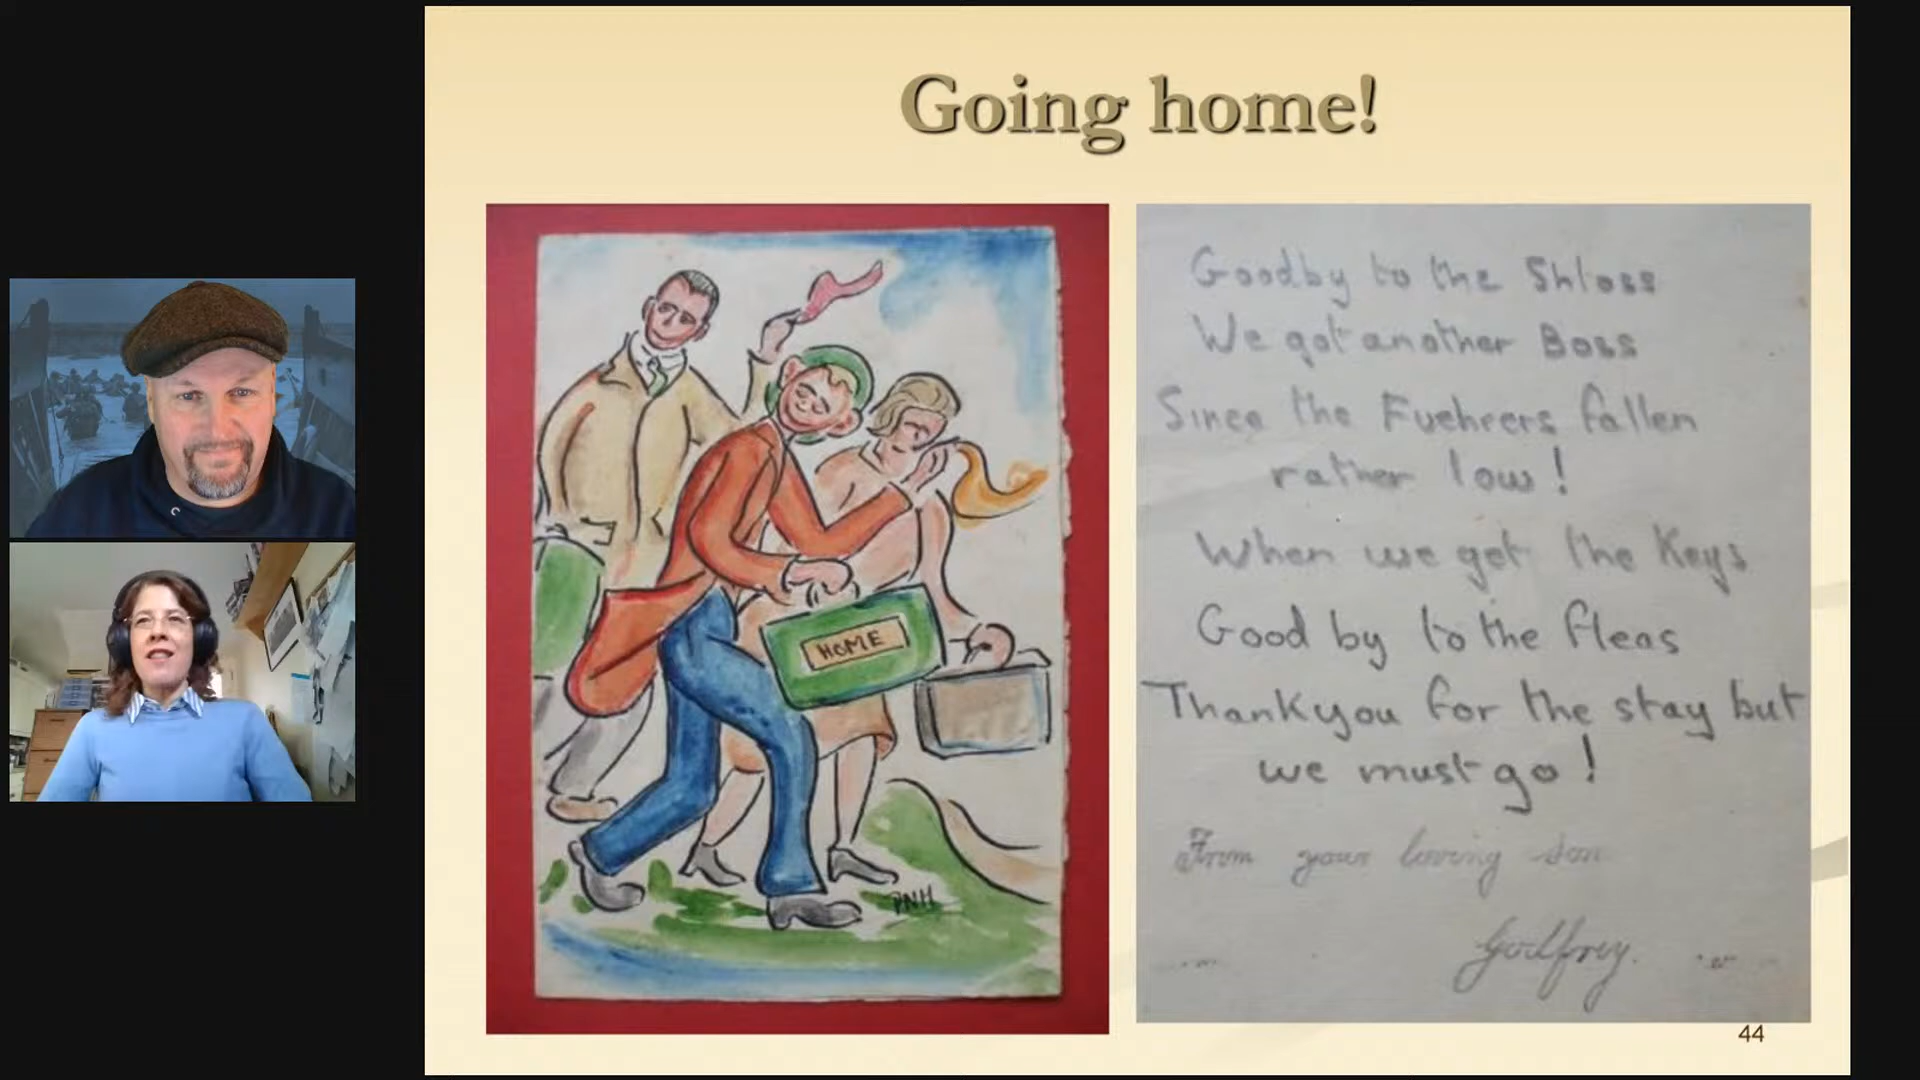 Going home!
HOME
PNH
Goodby to the Shloss
We got another Boss
Since the Fuehrers fallen
rather low!
When we get the Keys
Good by to the fleas
Thankyou for the stay but
we must go!
From your loving son
Godfrey.
44